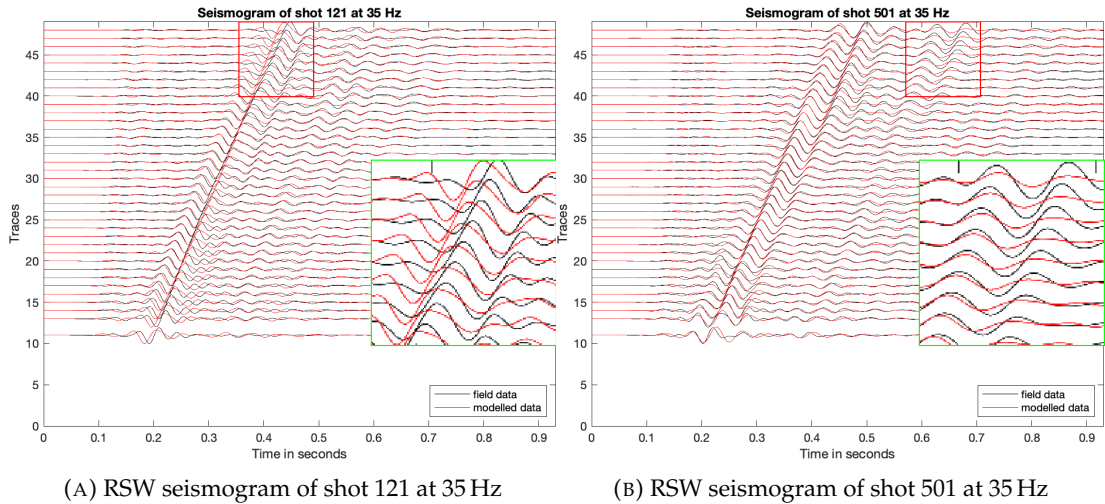 Seismogram of shot 121 at 35 Hz
Traces
45
40
35
30
25
20
15
10
5
0
field data
modelled data
0 0.1 0.2 0.3 0.4 0.5 0.6 0.7 0.8 0.9
Time in seconds
(A) RSW seismogram of shot 121 at 35 Hz
Seismogram of shot 501 at 35 Hz
Traces
45
40
35
30
25
20
15
10
5
0
field data
modelled data
0 0.1 0.2 0.3 0.4 0.5 0.6 0.7 0.8 0.9
Time in seconds
(B) RSW seismogram of shot 501 at 35 Hz